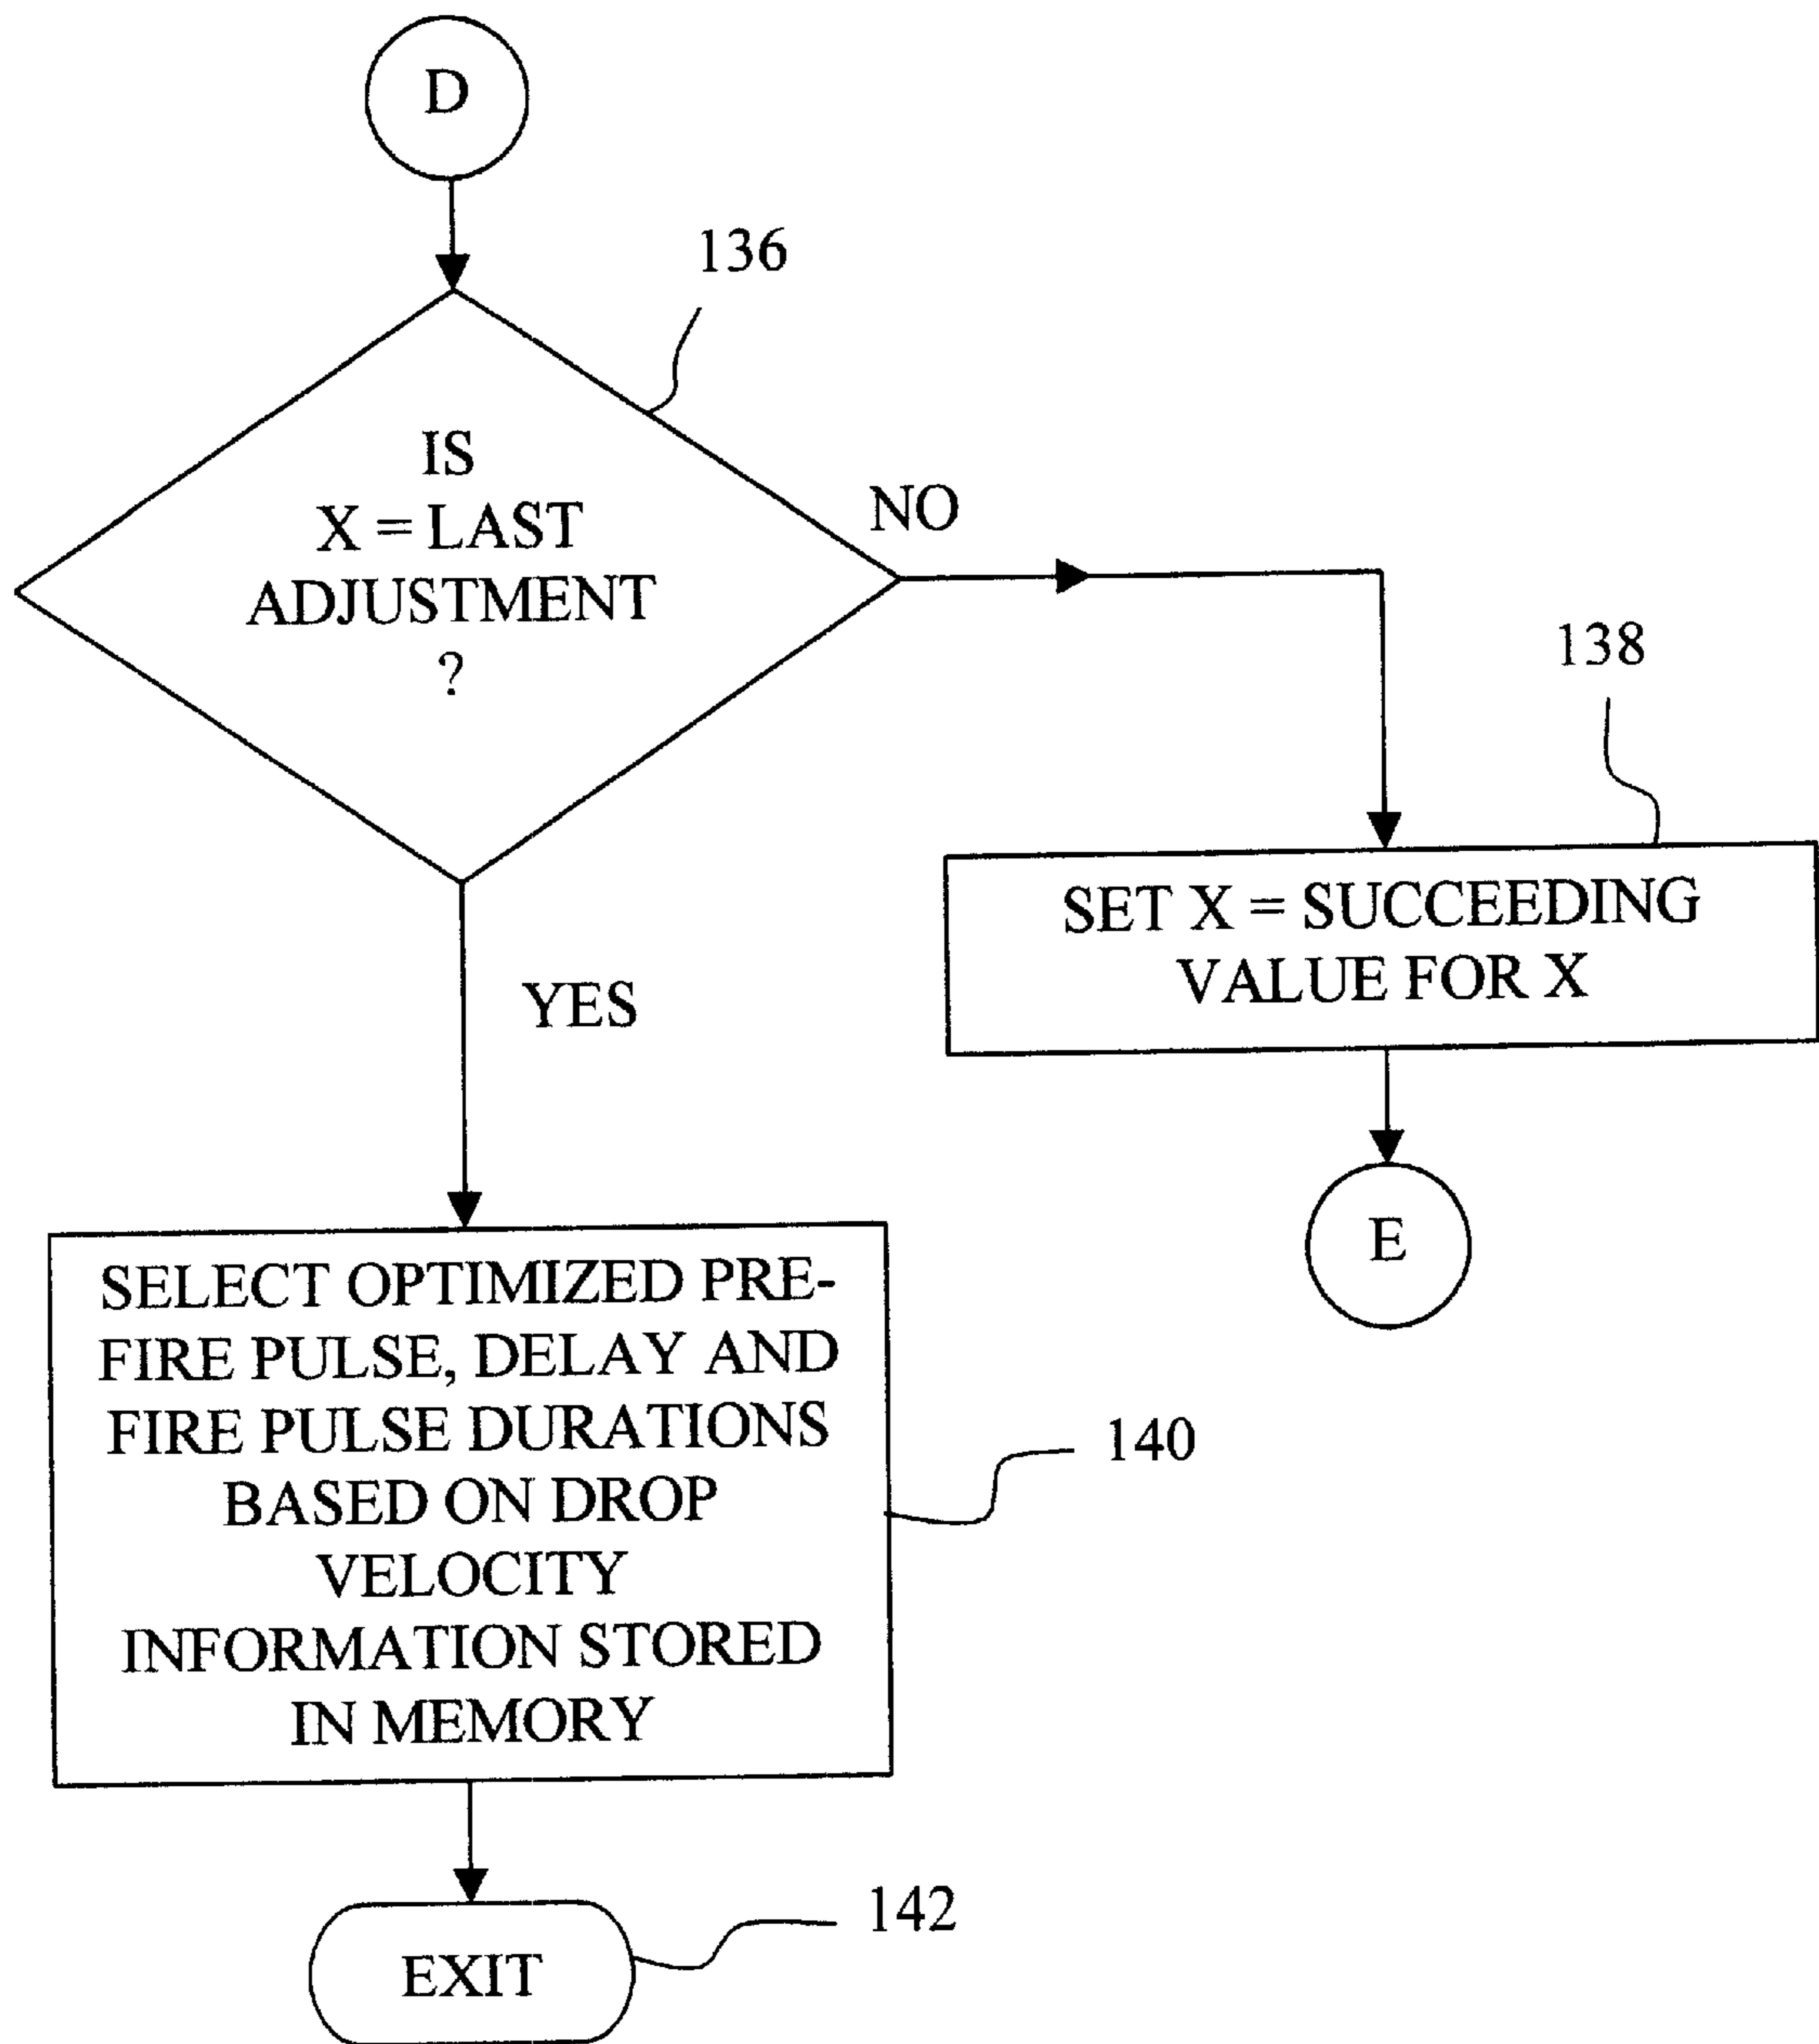 D
136
IS
X = LAST
ADJUSTMENT
?
NO
138
SET X = SUCCEEDING
VALUE FOR X
YES
E
SELECT OPTIMIZED PRE-
FIRE PULSE, DELAY AND
FIRE PULSE DURATIONS
BASED ON DROP
VELOCITY
INFORMATION STORED
IN MEMORY
140
142
EXIT